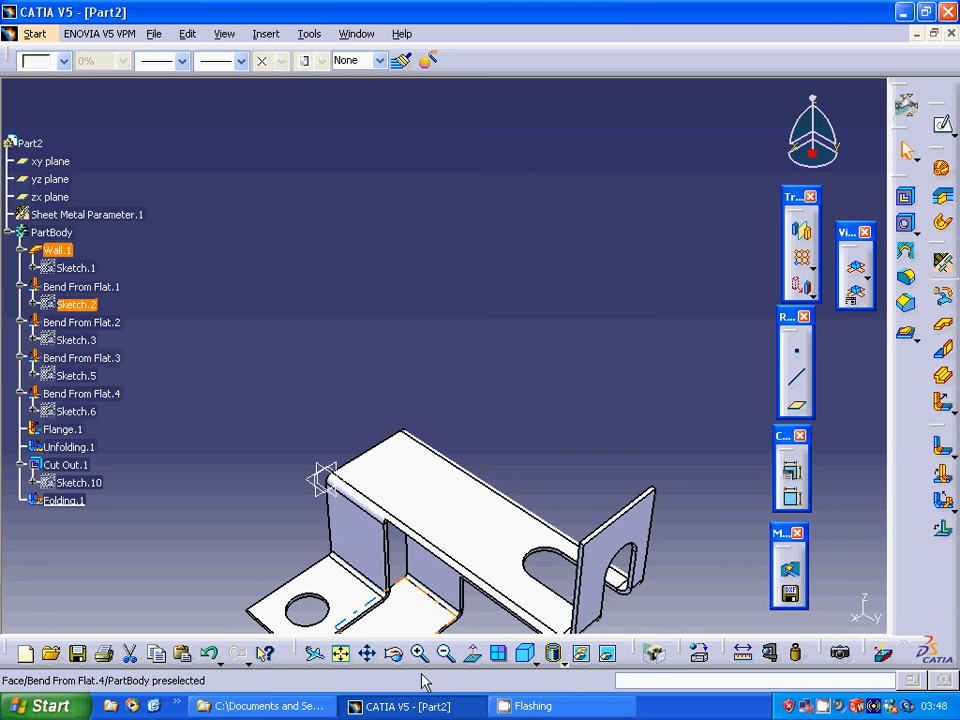 CATIA V5 - [Part2]
Start ENOVIA V5 VPM File Edit View Insert Tools Window Help
0% None
Part2
xy plane
yz plane
zx plane
Sheet Metal Parameter.1
PartBody
Wall.1
Sketch.1
Bend From Flat.1
Sketch.2
Bend From Flat.2
Sketch.3
Bend From Flat.3
Sketch.5
Bend From Flat.4
Sketch.6
Flange.1
Unfolding.1
Cut Out.1
Sketch.10
Folding.1
Tr...
Vi...
R...
C...
M...
DXF
z
x
y
CATIA
Face/Bend From Flat.4/PartBody preselected
Start C:\Documents and Se... CATIA V5 - [Part2] Flashing 03:48